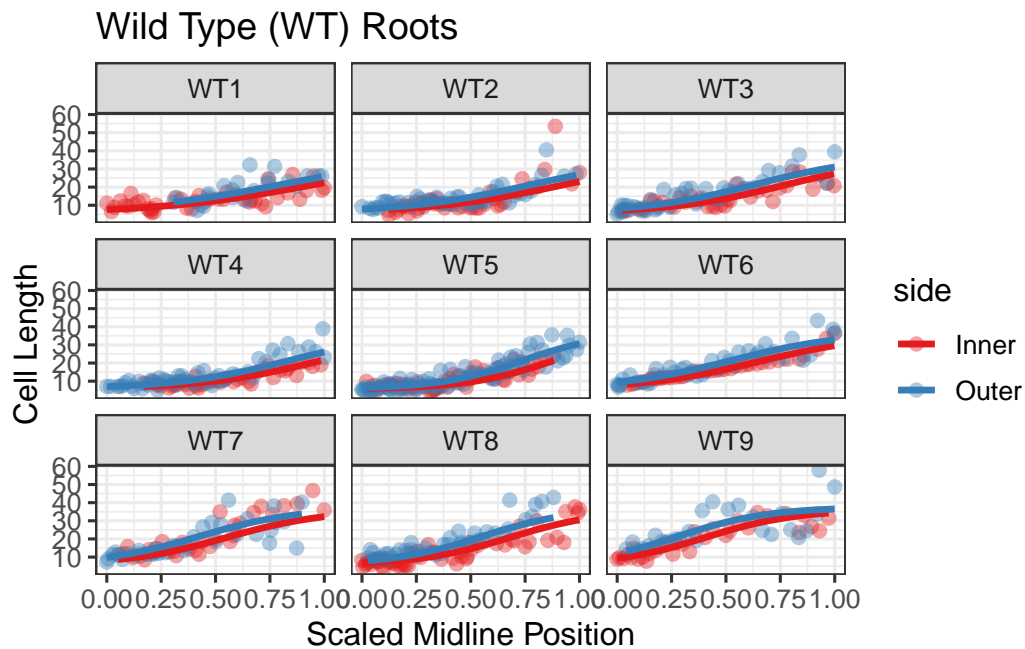 Wild Type (WT) Roots
WT1 WT2 WT3
60
50
40
30
20
10
WT4 WT5 WT6
60
50
40
30
20
10
WT7 WT8 WT9
60
50
40
30
20
10
0.00 0.25 0.50 0.75 1.00 0.00 0.25 0.50 0.75 1.00 0.00 0.25 0.50 0.75 1.00
Scaled Midline Position
Cell Length
side
Inner
Outer